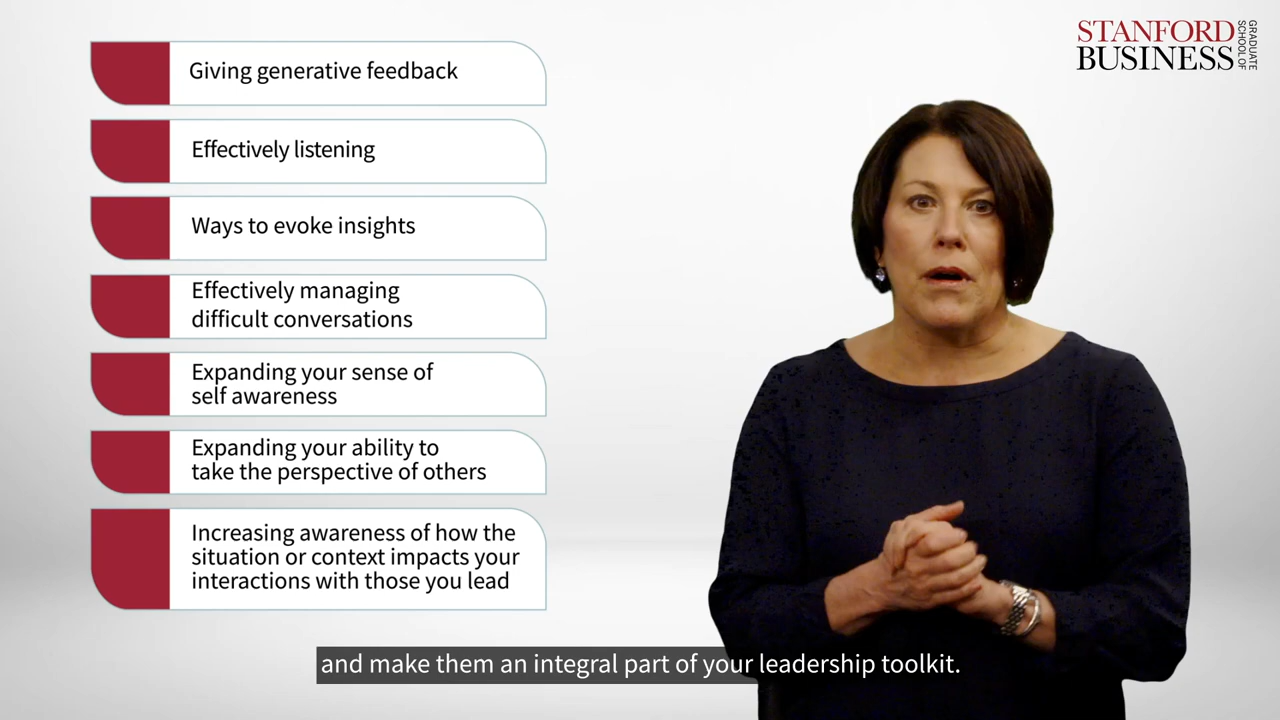 STANFORD
BUSINESS
GRADUATE
SCHOOL OF
Giving generative feedback
Effectively listening
Ways to evoke insights
Effectively managing
difficult conversations
Expanding your sense of
self awareness
Expanding your ability to
take the perspective of others
Increasing awareness of how the
situation or context impacts your
interactions with those you lead
and make them an integral part of your leadership toolkit.